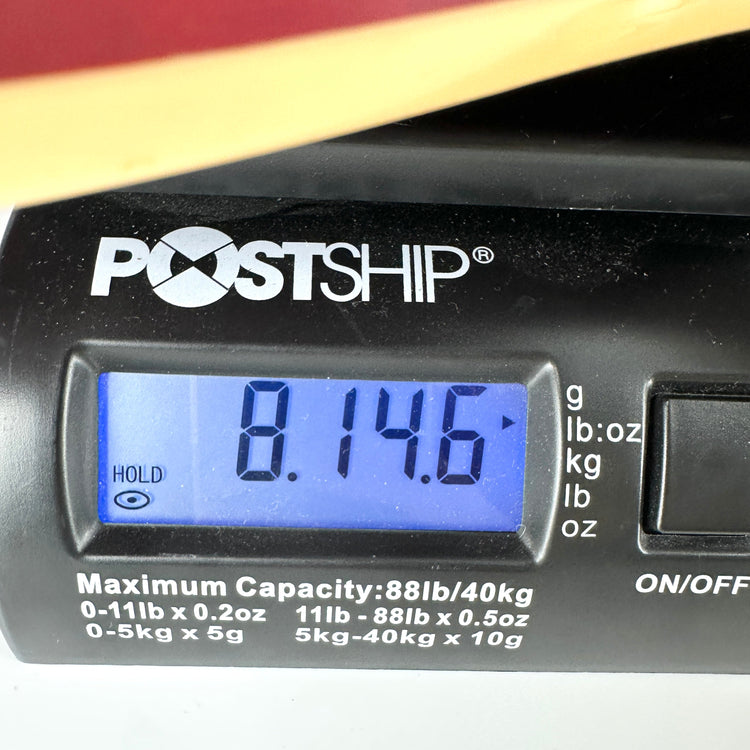 POSTSHIP®
8.14.6
HOLD
g
lb:oz
kg
lb
oz
ON/OFF
Maximum Capacity:88lb/40kg
0-11lb x 0.2oz 11lb - 88lb x 0.5oz
0-5kg x 5g 5kg-40kg x 10g